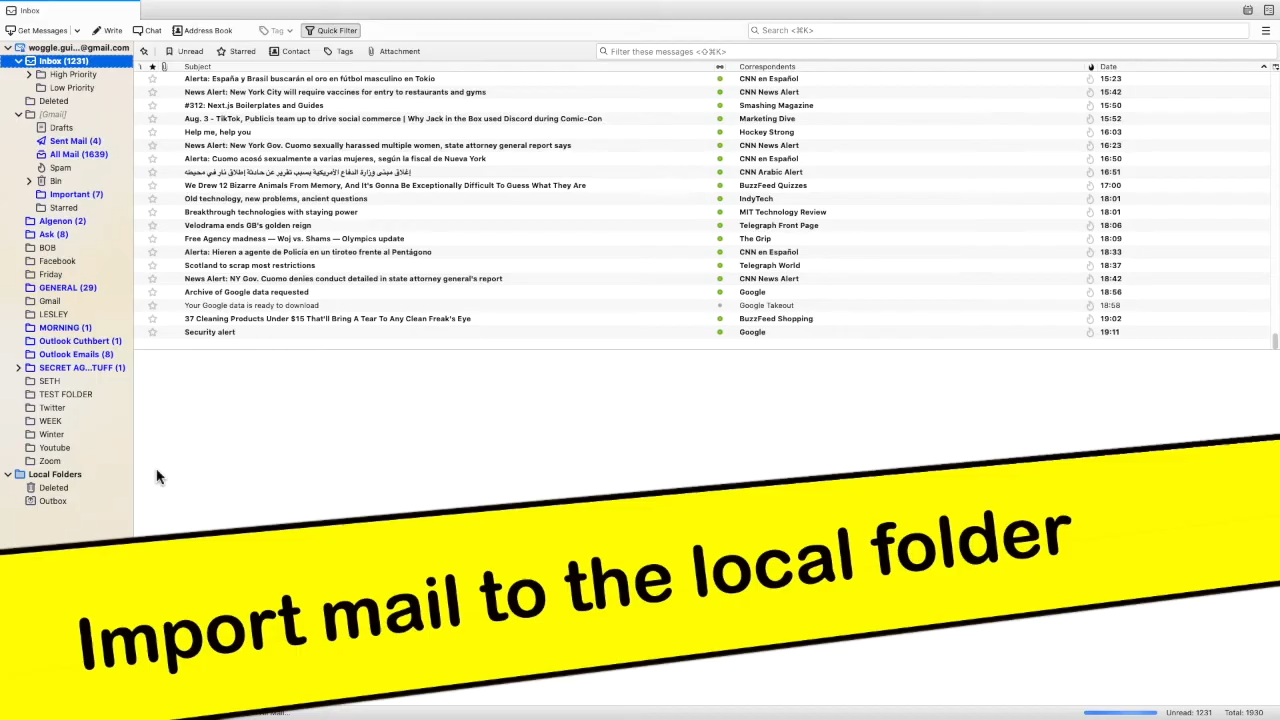 Inbox
Get Messages
Write
Chat
Address Book
Tag
Quick Filter
Search <⌘K>
woggle.gui...@gmail.com
Unread
Starred
Contact
Tags
Attachment
Filter these messages <⇧⌘K>
Inbox (1231)
High Priority
Low Priority
Deleted
[Gmail]
Drafts
Sent Mail (4)
All Mail (1639)
Spam
Bin
Important (7)
Starred
Algenon (2)
Ask (8)
BOB
Facebook
Friday
GENERAL (29)
Gmail
LESLEY
MORNING (1)
Outlook Cuthbert (1)
Outlook Emails (8)
SECRET AG...TUFF (1)
SETH
TEST FOLDER
Twitter
WEEK
Winter
Youtube
Zoom
Local Folders
Deleted
Outbox
Subject Correspondents Date
Alerta: España y Brasil buscarán el oro en fútbol masculino en Tokio CNN en Español 15:23
News Alert: New York City will require vaccines for entry to restaurants and gyms CNN News Alert 15:42
#312: Next.js Boilerplates and Guides Smashing Magazine 15:50
Aug. 3 - TikTok, Publicis team up to drive social commerce | Why Jack in the Box used Discord during Comic-Con Marketing Dive 15:52
Help me, help you Hockey Strong 16:03
News Alert: New York Gov. Cuomo sexually harassed multiple women, state attorney general report says CNN News Alert 16:23
Alerta: Cuomo acosó sexualmente a varias mujeres, según la fiscal de Nueva York CNN en Español 16:50
إغلاق مبنى وزارة الدفاع الأمريكية بسبب تقرير عن حادثة إطلاق نار في محيطه CNN Arabic Alert 16:51
We Drew 12 Bizarre Animals From Memory, And It's Gonna Be Exceptionally Difficult To Guess What They Are BuzzFeed Quizzes 17:00
Old technology, new problems, ancient questions IndyTech 18:01
Breakthrough technologies with staying power MIT Technology Review 18:01
Velodrama ends GB's golden reign Telegraph Front Page 18:06
Free Agency madness — Woj vs. Shams — Olympics update The Grip 18:09
Alerta: Hieren a agente de Policía en un tiroteo frente al Pentágono CNN en Español 18:33
Scotland to scrap most restrictions Telegraph World 18:37
News Alert: NY Gov. Cuomo denies conduct detailed in state attorney general's report CNN News Alert 18:42
Archive of Google data requested Google 18:56
Your Google data is ready to download Google Takeout 18:58
37 Cleaning Products Under $15 That'll Bring A Tear To Any Clean Freak's Eye BuzzFeed Shopping 19:02
Security alert Google 19:11
Import mail to the local folder
Unread: 1231 Total: 1930